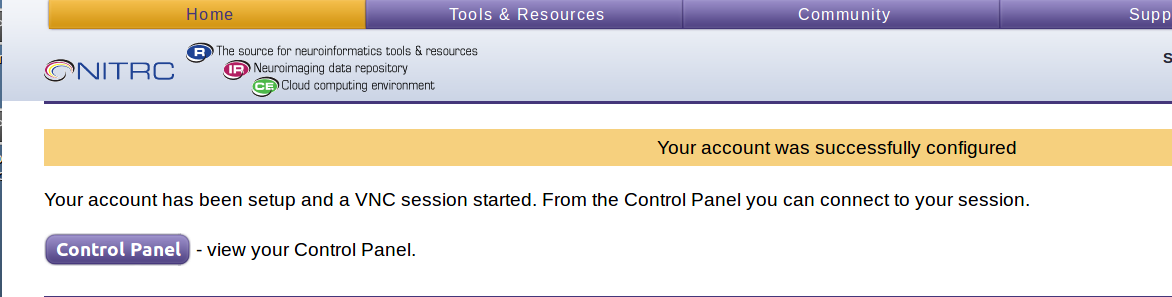 Home
Tools & Resources
Community
Supp
NITRC
R The source for neuroinformatics tools & resources
IR Neuroimaging data repository
CE Cloud computing environment
S
Your account was successfully configured
Your account has been setup and a VNC session started. From the Control Panel you can connect to your session.
Control Panel - view your Control Panel.